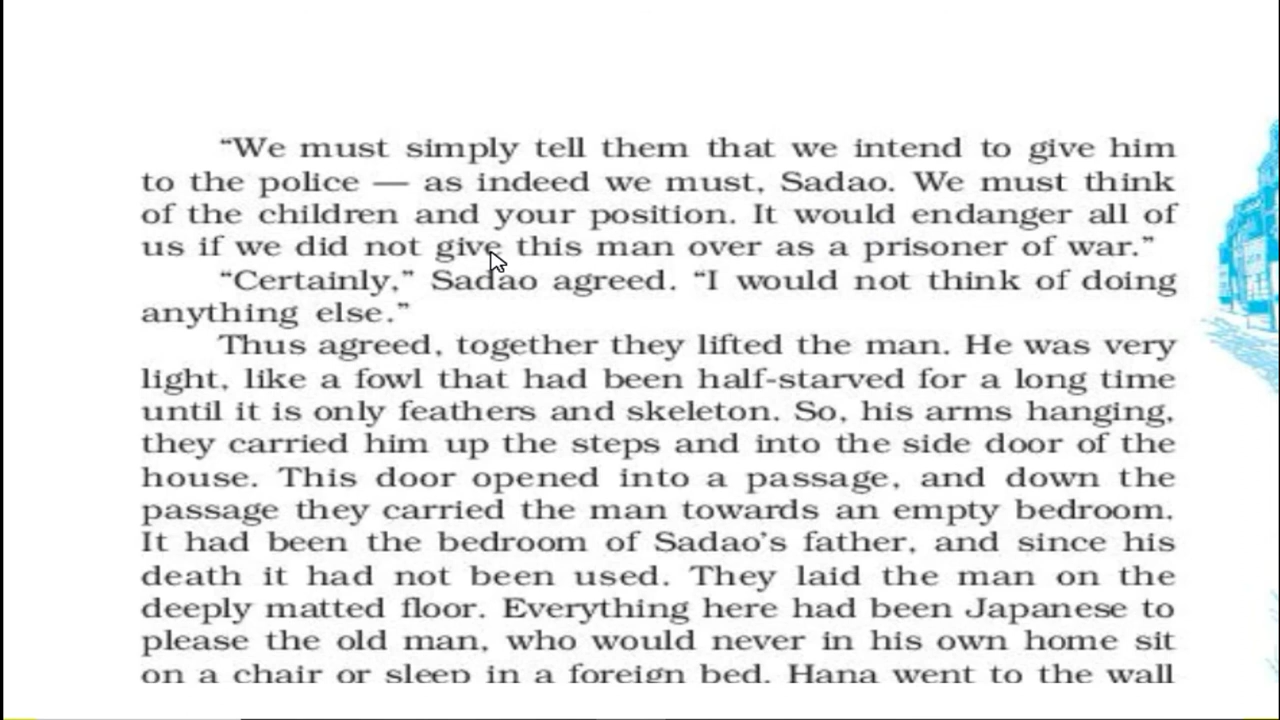 “We must simply tell them that we intend to give him
to the police — as indeed we must, Sadao. We must think
of the children and your position. It would endanger all of
us if we did not give this man over as a prisoner of war.”
“Certainly,” Sadao agreed. “I would not think of doing
anything else.”
Thus agreed, together they lifted the man. He was very
light, like a fowl that had been half-starved for a long time
until it is only feathers and skeleton. So, his arms hanging,
they carried him up the steps and into the side door of the
house. This door opened into a passage, and down the
passage they carried the man towards an empty bedroom.
It had been the bedroom of Sadao’s father, and since his
death it had not been used. They laid the man on the
deeply matted floor. Everything here had been Japanese to
please the old man, who would never in his own home sit
on a chair or sleep in a foreign bed. Hana went to the wall